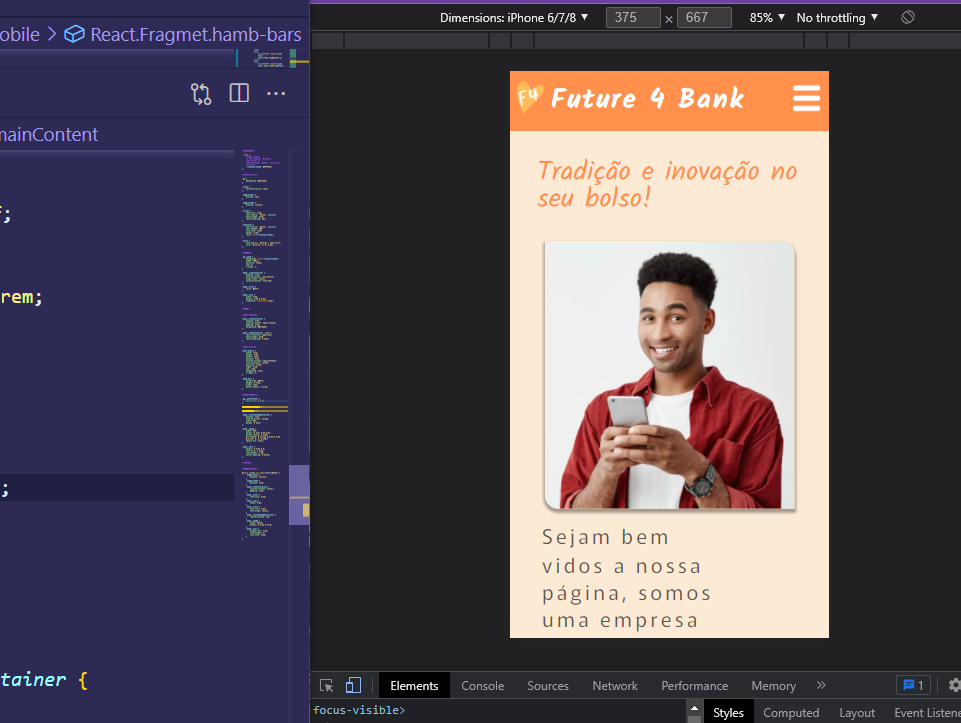 Dimensions: iPhone 6/7/8 ▼ 375 × 667 85% ▼ No throttling ▼
obile > React.Fragmet.hamb-bars
F4 Future 4 Bank
mainContent
Tradição e inovação no
seu bolso!
;
rem;
;
Sejam bem
vidos a nossa
página, somos
uma empresa
tainer {
Elements Console Sources Network Performance Memory » 1
focus-visible>
Styles Computed Layout Event Listene